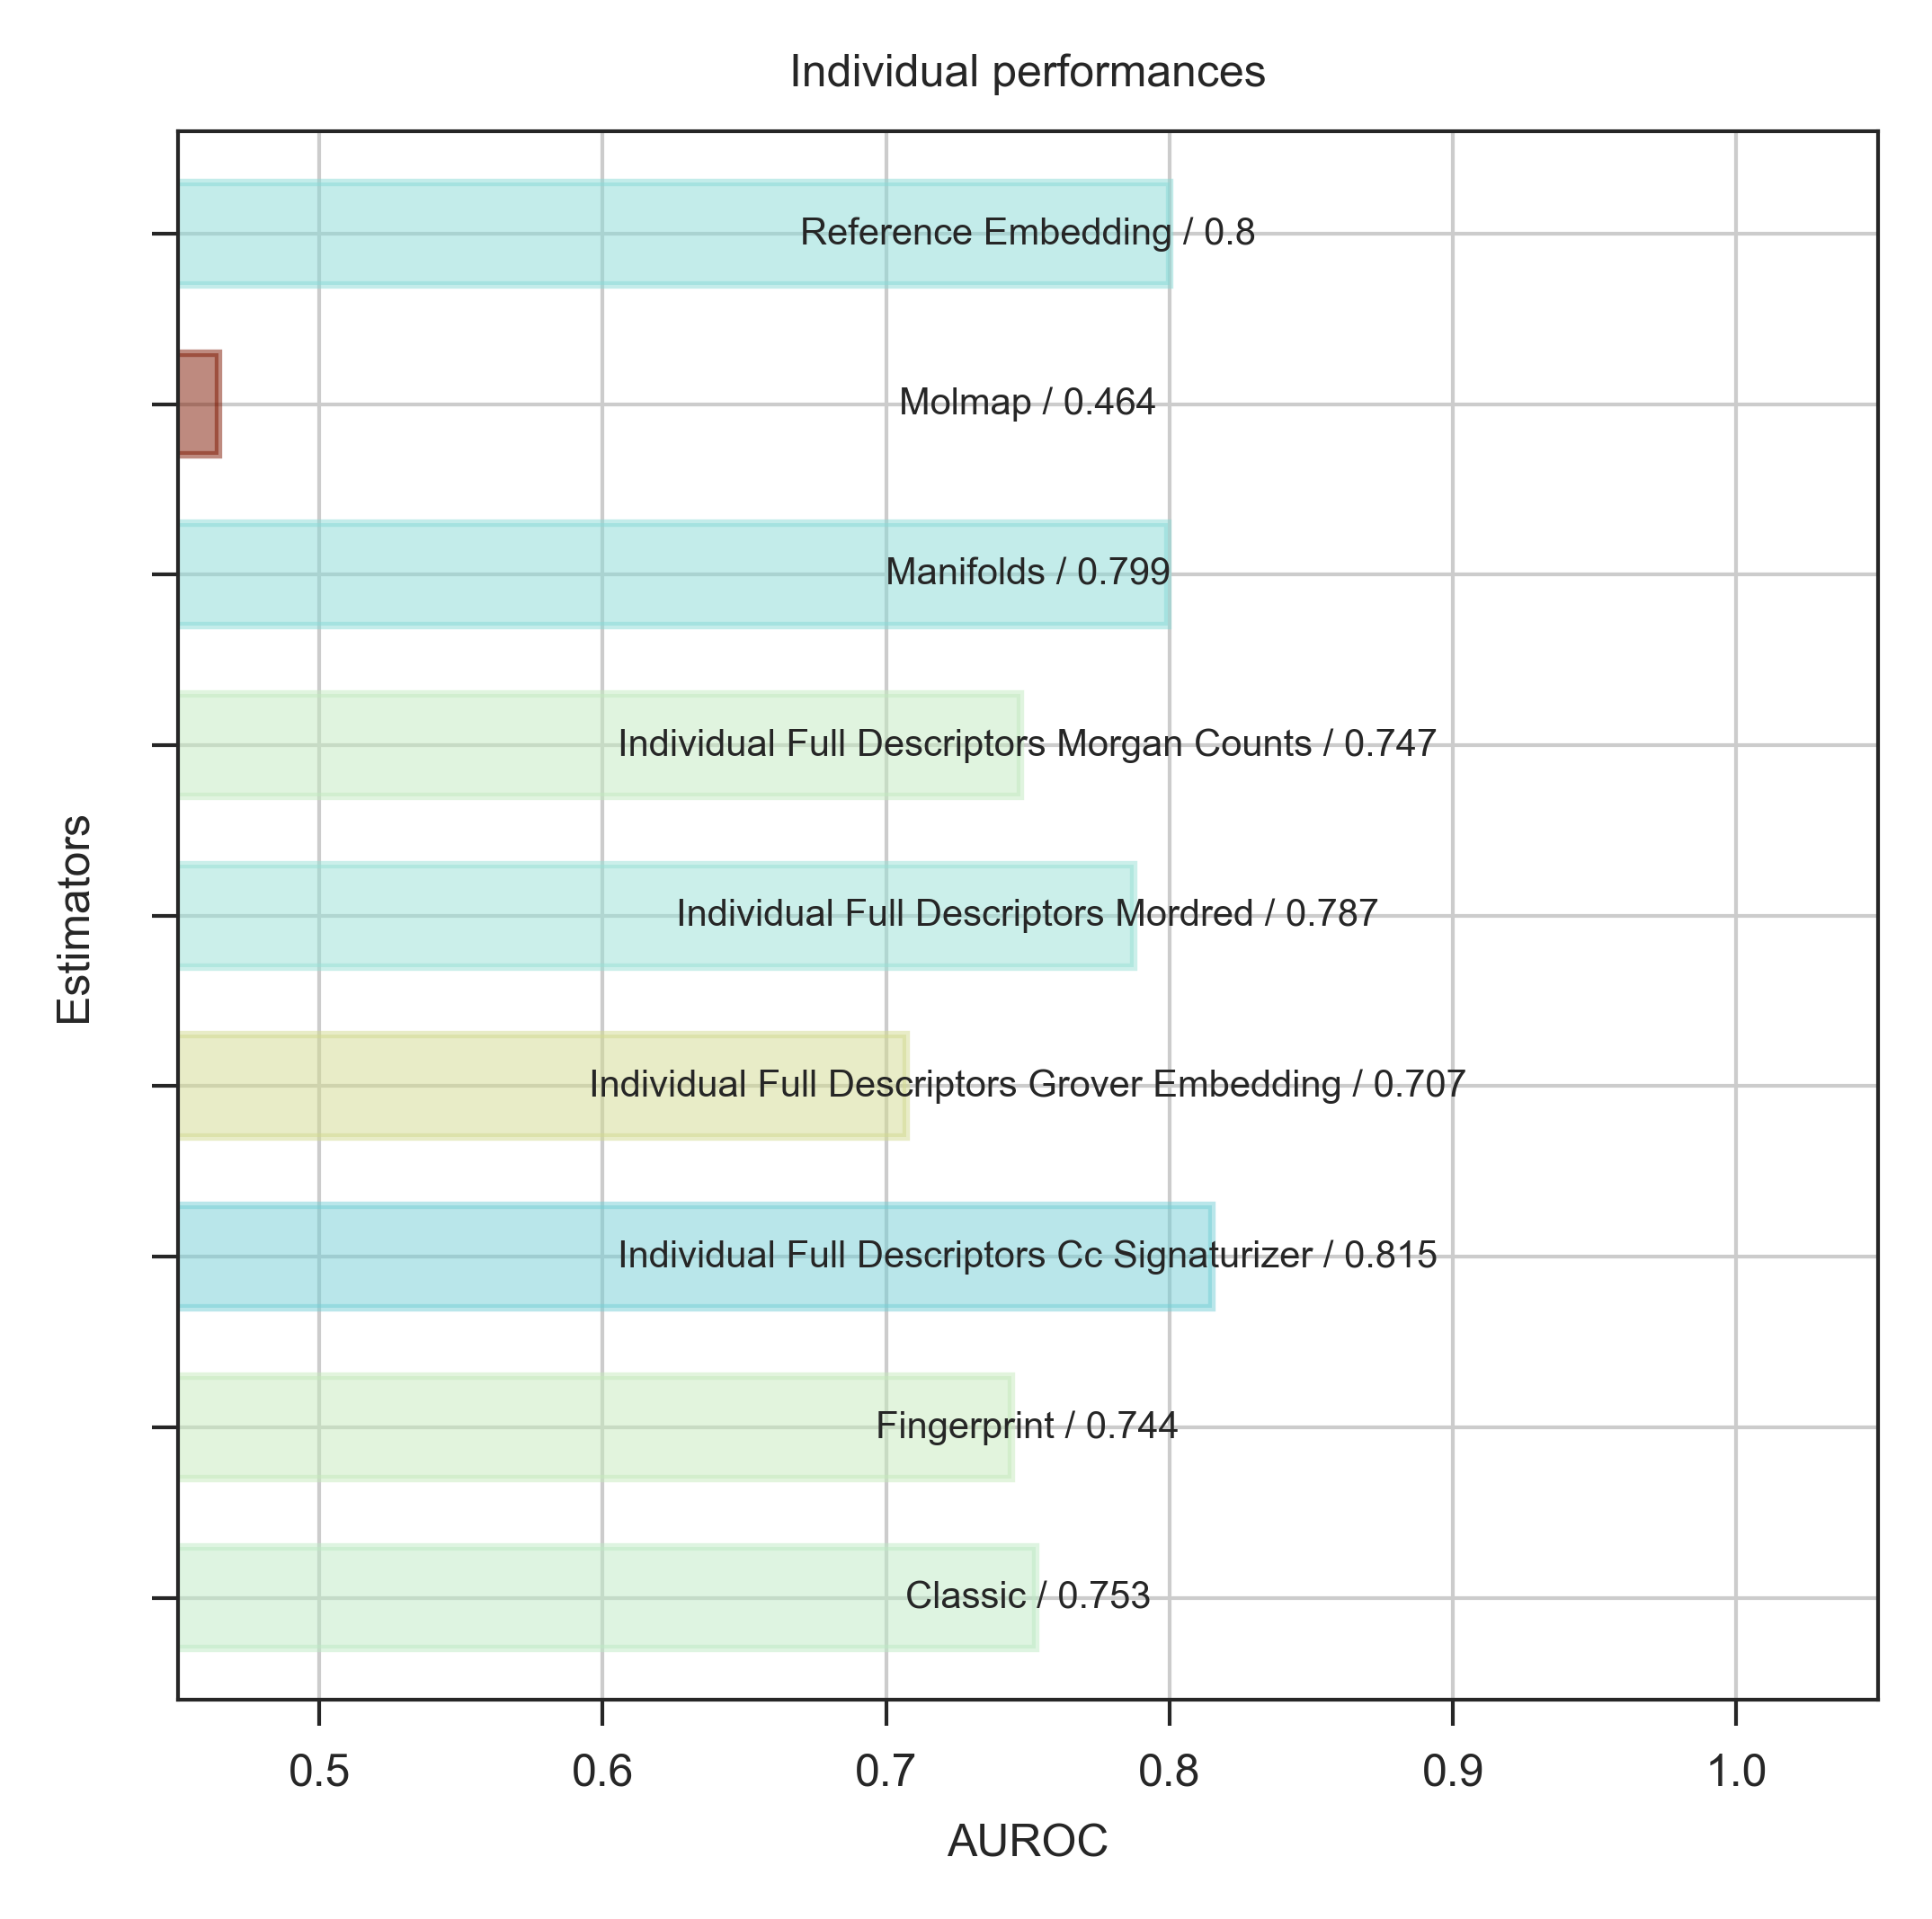 Individual performances
Reference Embedding / 0.8
Molmap / 0.464
Manifolds / 0.799
Individual Full Descriptors Morgan Counts / 0.747
Individual Full Descriptors Mordred / 0.787
Individual Full Descriptors Grover Embedding / 0.707
Individual Full Descriptors Cc Signaturizer / 0.815
Fingerprint / 0.744
Classic / 0.753
Estimators
0.5 0.6 0.7 0.8 0.9 1.0
AUROC